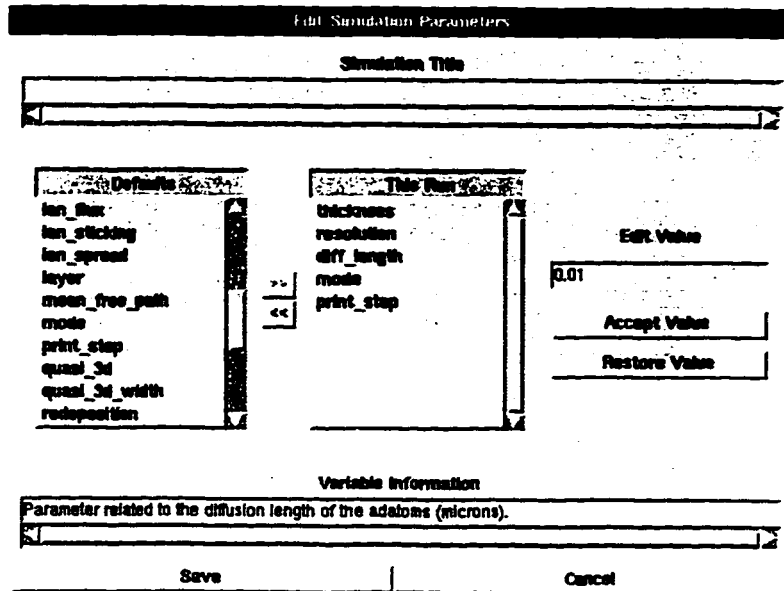 Edit Simulation Parameters
Simulation Title
Defaults
ion_flux
ion_sticking
ion_spread
layer
mean_free_path
mode
print_step
quasi_3d
quasi_3d_width
redeposition
>>
<<
This Run
thickness
resolution
diff_length
mode
print_step
Edit Value
0.01
Accept Value
Restore Value
Variable Information
Parameter related to the diffusion length of the adatoms (microns).
Save
Cancel